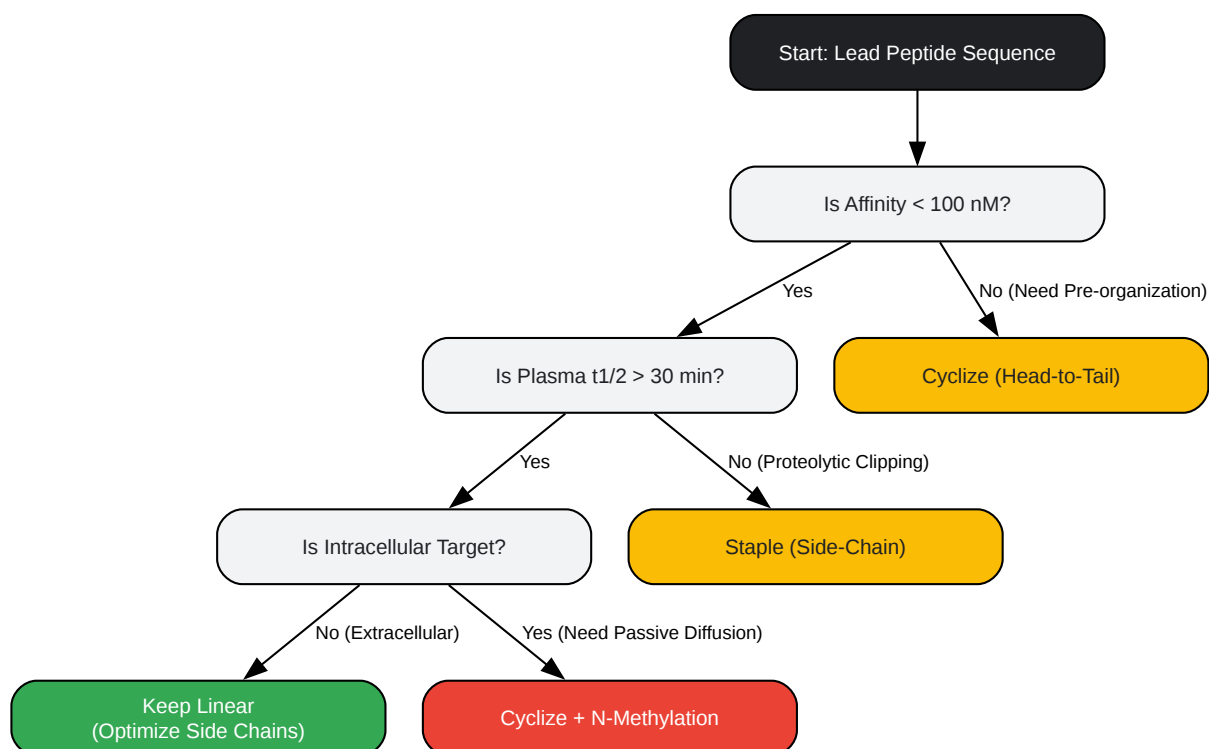 Start: Lead Peptide Sequence
Is Affinity < 100 nM?
Yes
No (Need Pre-organization)
Is Plasma t1/2 > 30 min?
Cyclize (Head-to-Tail)
Yes
No (Proteolytic Clipping)
Is Intracellular Target?
Staple (Side-Chain)
No (Extracellular)
Yes (Need Passive Diffusion)
Keep Linear
(Optimize Side Chains)
Cyclize + N-Methylation